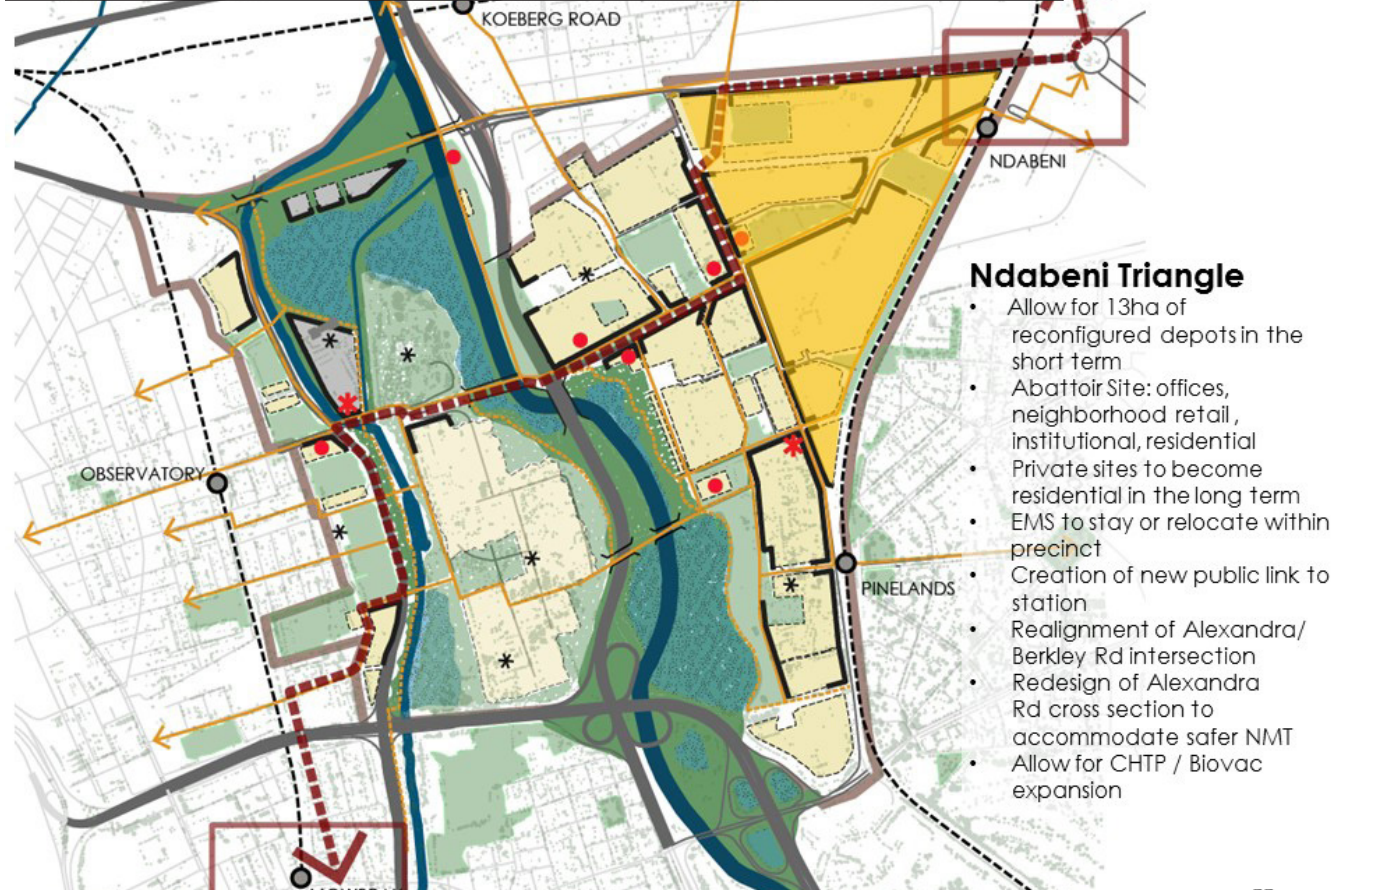 KOEBERG ROAD
NDABENI
Ndabeni Triangle
• Allow for 13ha of
reconfigured depots in the
short term
• Abattoir Site: offices,
neighborhood retail,
institutional, residential
• Private sites to become
residential in the long term
• EMS to stay or relocate within
precinct
• Creation of new public link to
station
• Realignment of Alexandra/
Berkley Rd intersection
• Redesign of Alexandra
Rd cross section to
accommodate safer NMT
• Allow for CHTP / Biovac
expansion
OBSERVATORY
PINELANDS